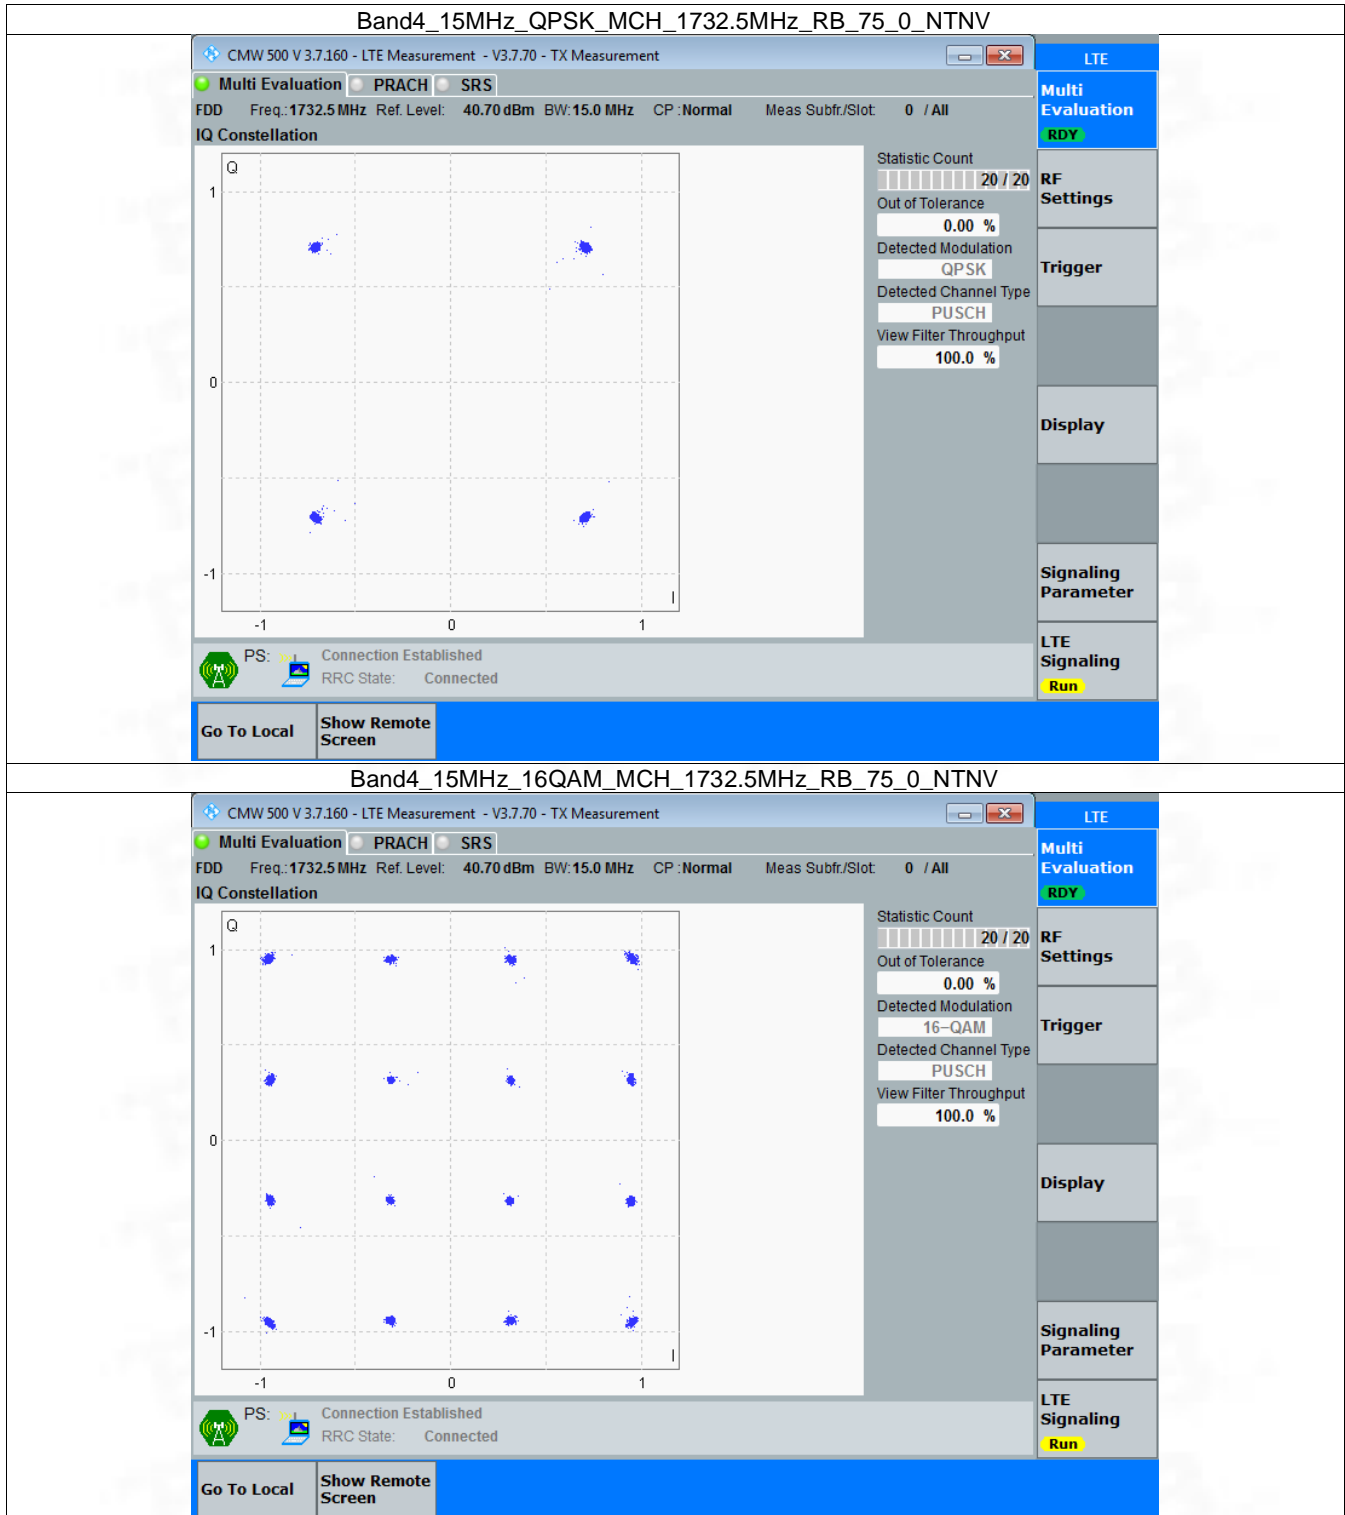 Band4_15MHz_QPSK_MCH_1732.5MHz_RB_75_0_NTNV
CMW 500 V 3.7.160 - LTE Measurement - V3.7.70 - TX Measurement
LTE
Multi Evaluation PRACH SRS
FDD Freq.: 1732.5 MHz Ref. Level: 40.70 dBm BW: 15.0 MHz CP : Normal Meas Subfr./Slot: 0 / All
IQ Constellation
Q
1
0
-1
I
-1 0 1
Statistic Count
20 / 20
Out of Tolerance
0.00 %
Detected Modulation
QPSK
Detected Channel Type
PUSCH
View Filter Throughput
100.0 %
Multi
Evaluation
RDY
RF
Settings
Trigger
Display
Signaling
Parameter
LTE
Signaling
Run
PS: Connection Established
RRC State: Connected
Go To Local
Show Remote
Screen
Band4_15MHz_16QAM_MCH_1732.5MHz_RB_75_0_NTNV
CMW 500 V 3.7.160 - LTE Measurement - V3.7.70 - TX Measurement
LTE
Multi Evaluation PRACH SRS
FDD Freq.: 1732.5 MHz Ref. Level: 40.70 dBm BW: 15.0 MHz CP : Normal Meas Subfr./Slot: 0 / All
IQ Constellation
Q
1
0
-1
I
-1 0 1
Statistic Count
20 / 20
Out of Tolerance
0.00 %
Detected Modulation
16-QAM
Detected Channel Type
PUSCH
View Filter Throughput
100.0 %
Multi
Evaluation
RDY
RF
Settings
Trigger
Display
Signaling
Parameter
LTE
Signaling
Run
PS: Connection Established
RRC State: Connected
Go To Local
Show Remote
Screen